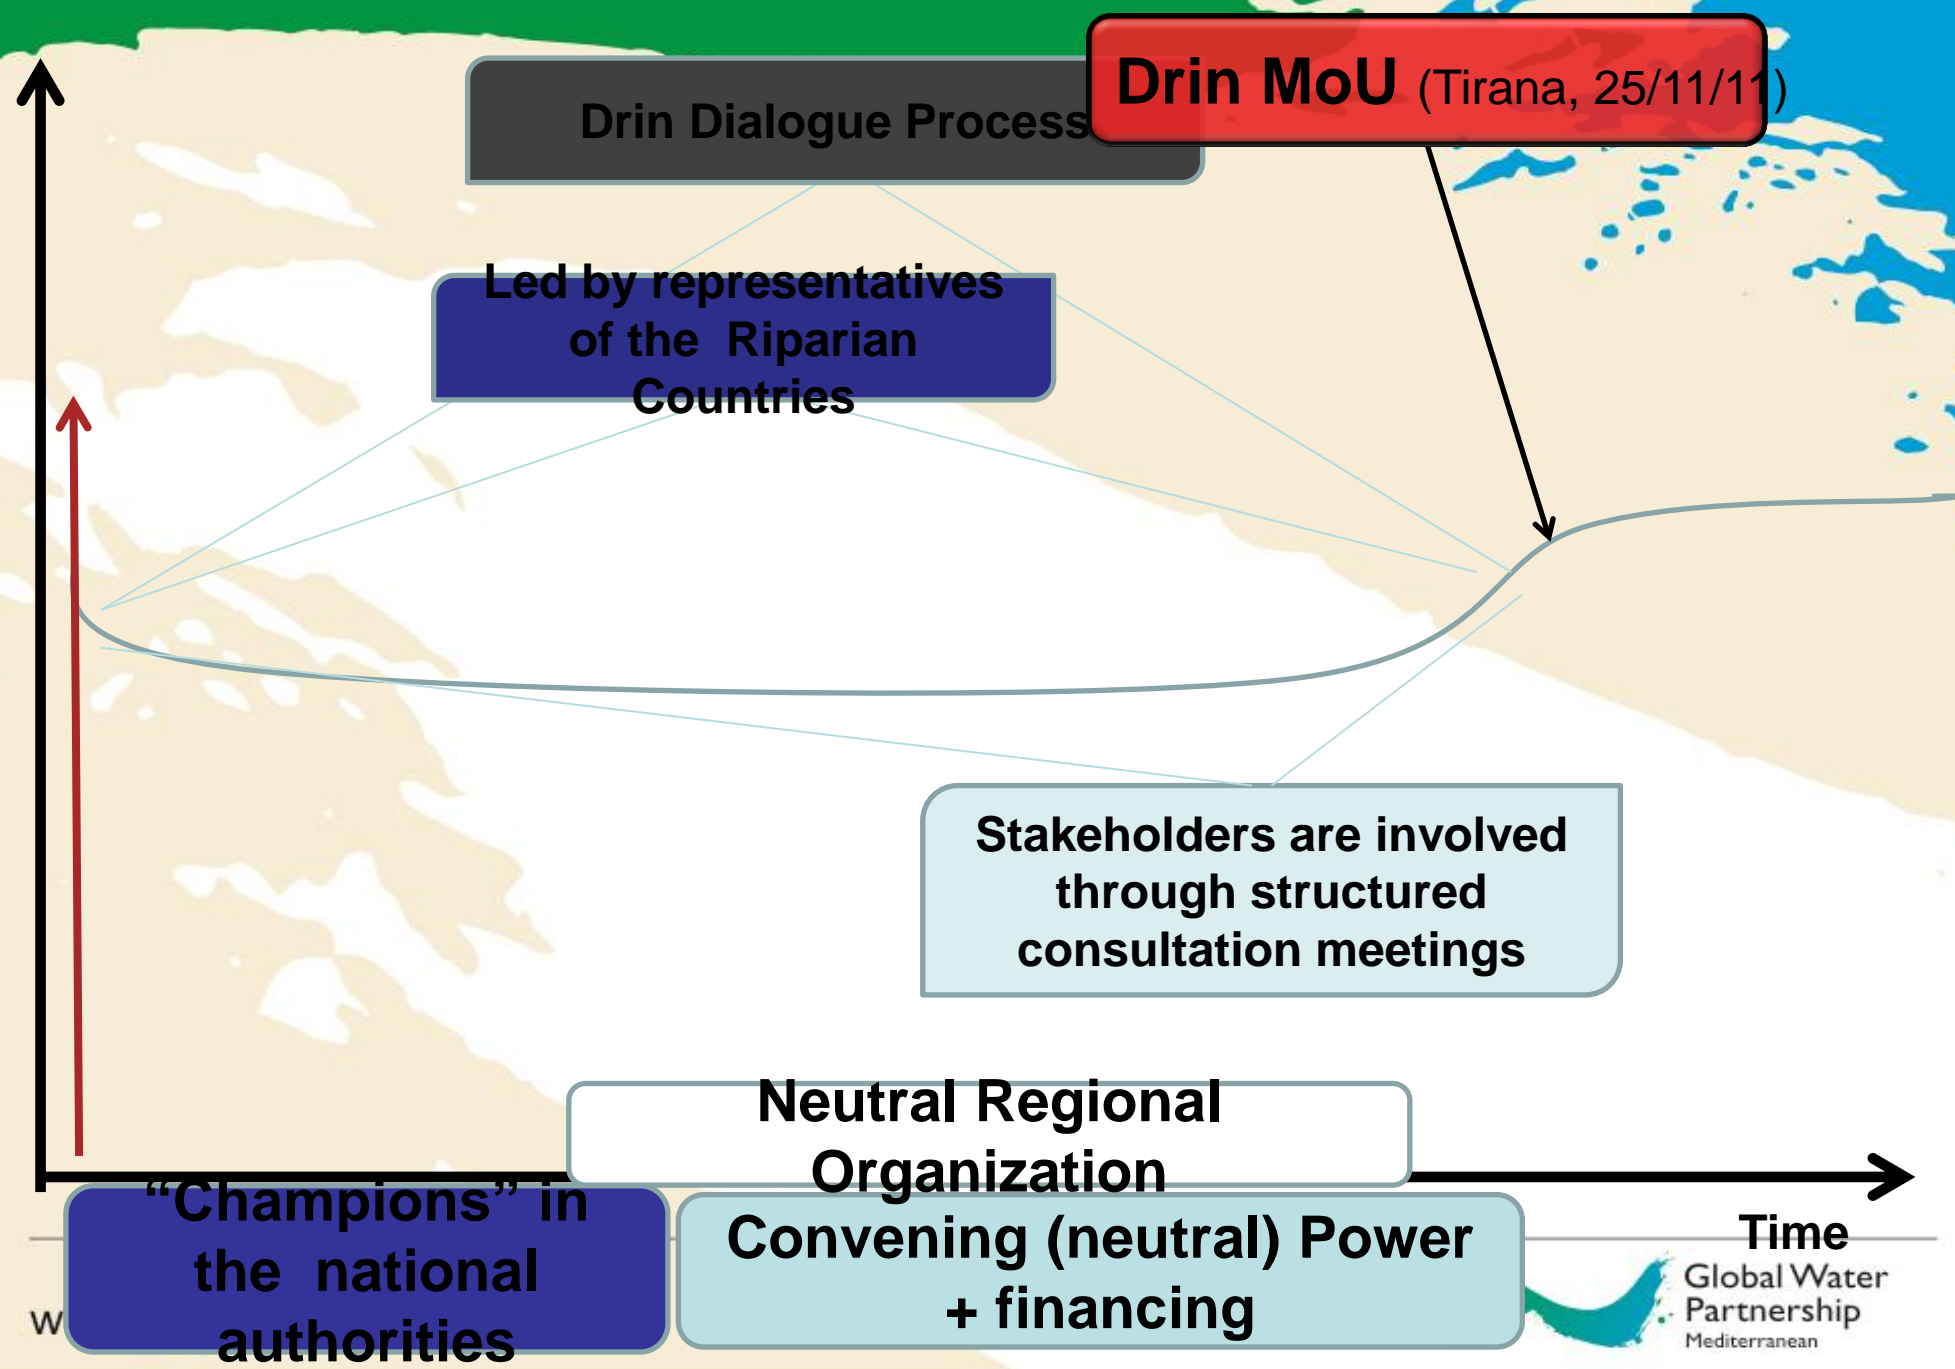 Drin MoU (Tirana, 25/11/11)
Drin Dialogue Process
Led by representatives
of the Riparian
Countries
Stakeholders are involved
through structured
consultation meetings
Neutral Regional
Organization
“Champions” in
the national
authorities
Convening (neutral) Power
+ financing
Time
Global Water
Partnership
Mediterranean